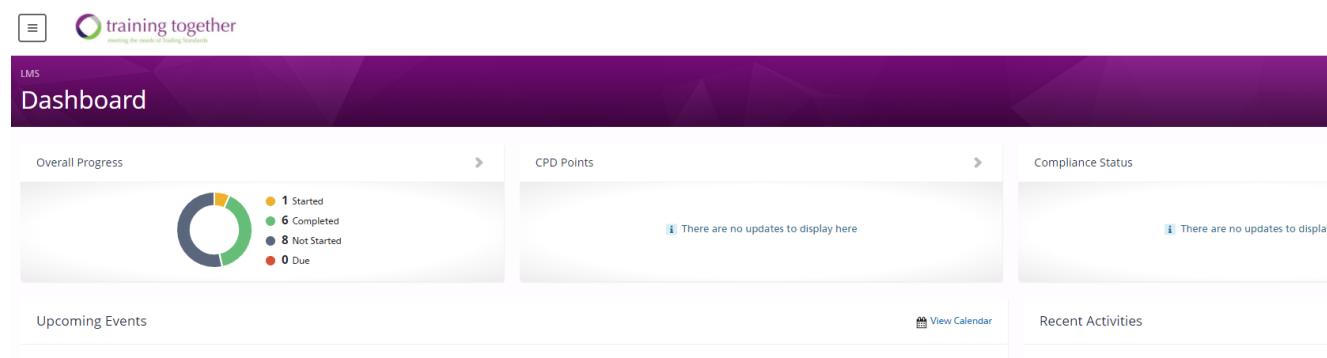 training together
meeting the needs of Trading Standards
LMS
Dashboard
Overall Progress
1 Started
6 Completed
8 Not Started
0 Due
CPD Points
There are no updates to display here
Compliance Status
There are no updates to displa
Upcoming Events
View Calendar
Recent Activities